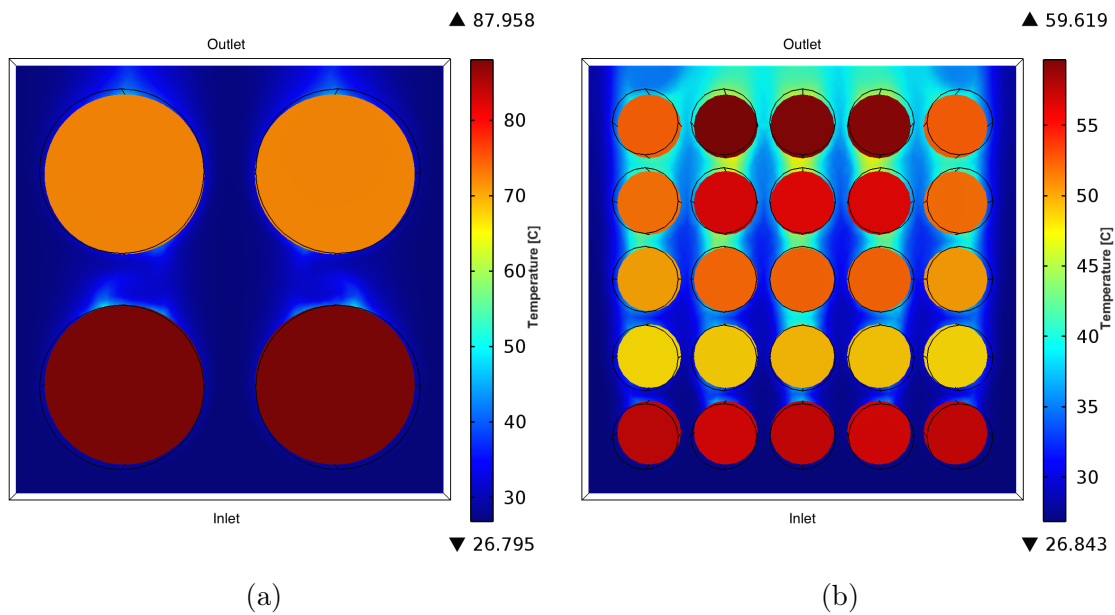 ▲ 87.958
Outlet
80
70
60
50
40
30
Temperature [C]
Inlet
▼ 26.795
(a)
▲ 59.619
Outlet
55
50
45
40
35
30
Temperature [C]
Inlet
▼ 26.843
(b)